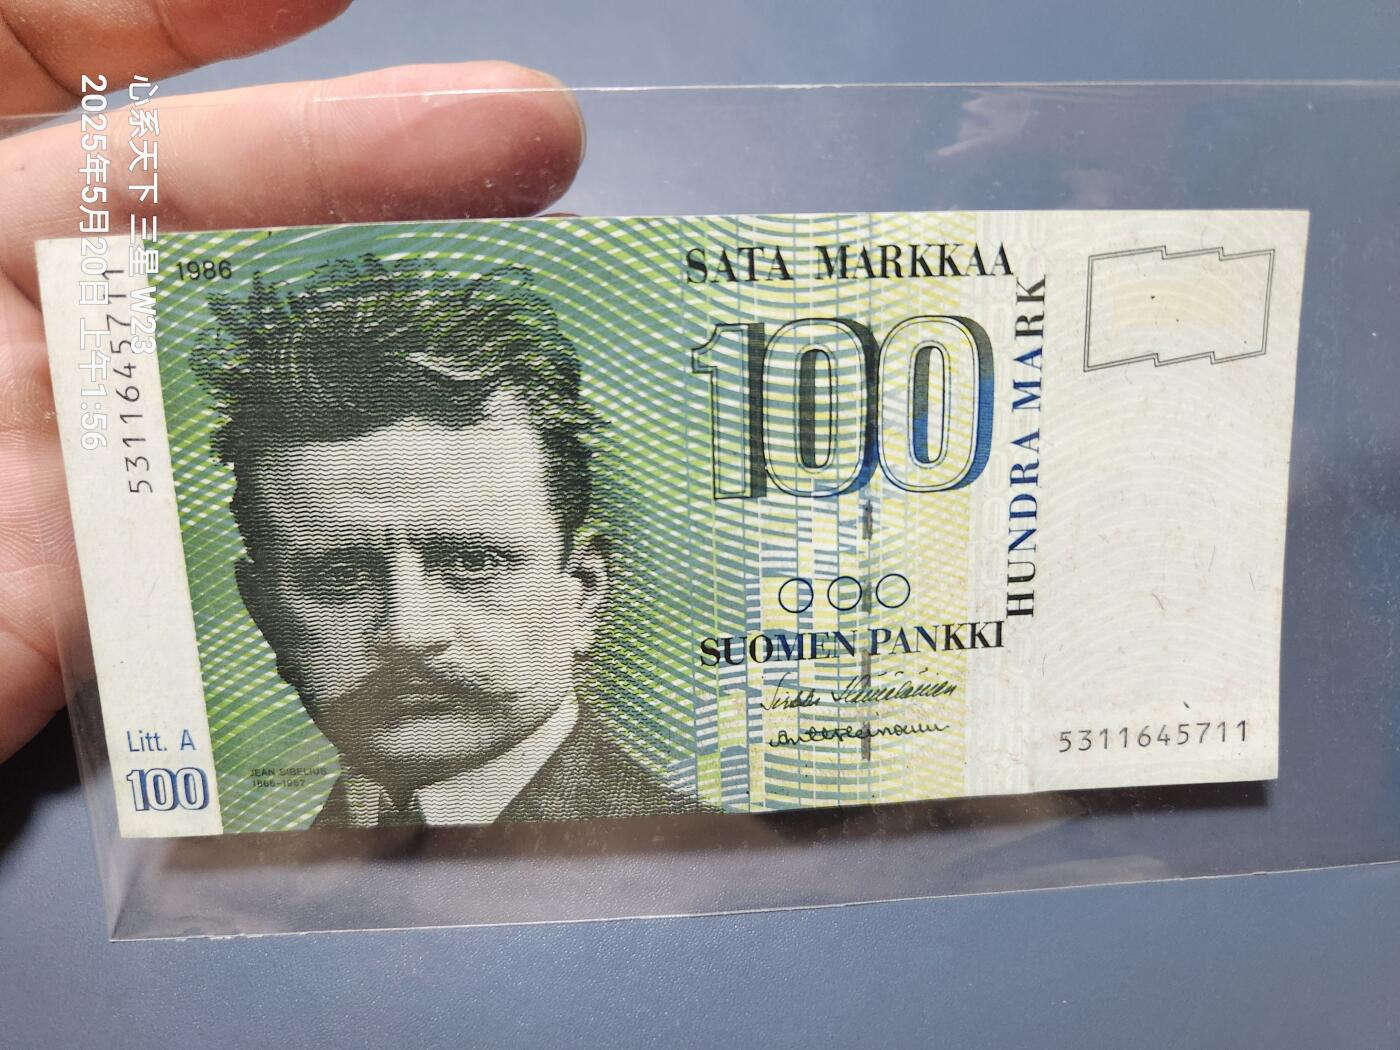 心系天下 三星 W23
2025年5月20日 上午1:56
5311645711
1986
SATA MARKKAA
100
HUNDRA MARK
SUOMEN PANKKI
Litt. A
100
JEAN SIBELIUS
1865-1957
5311645711